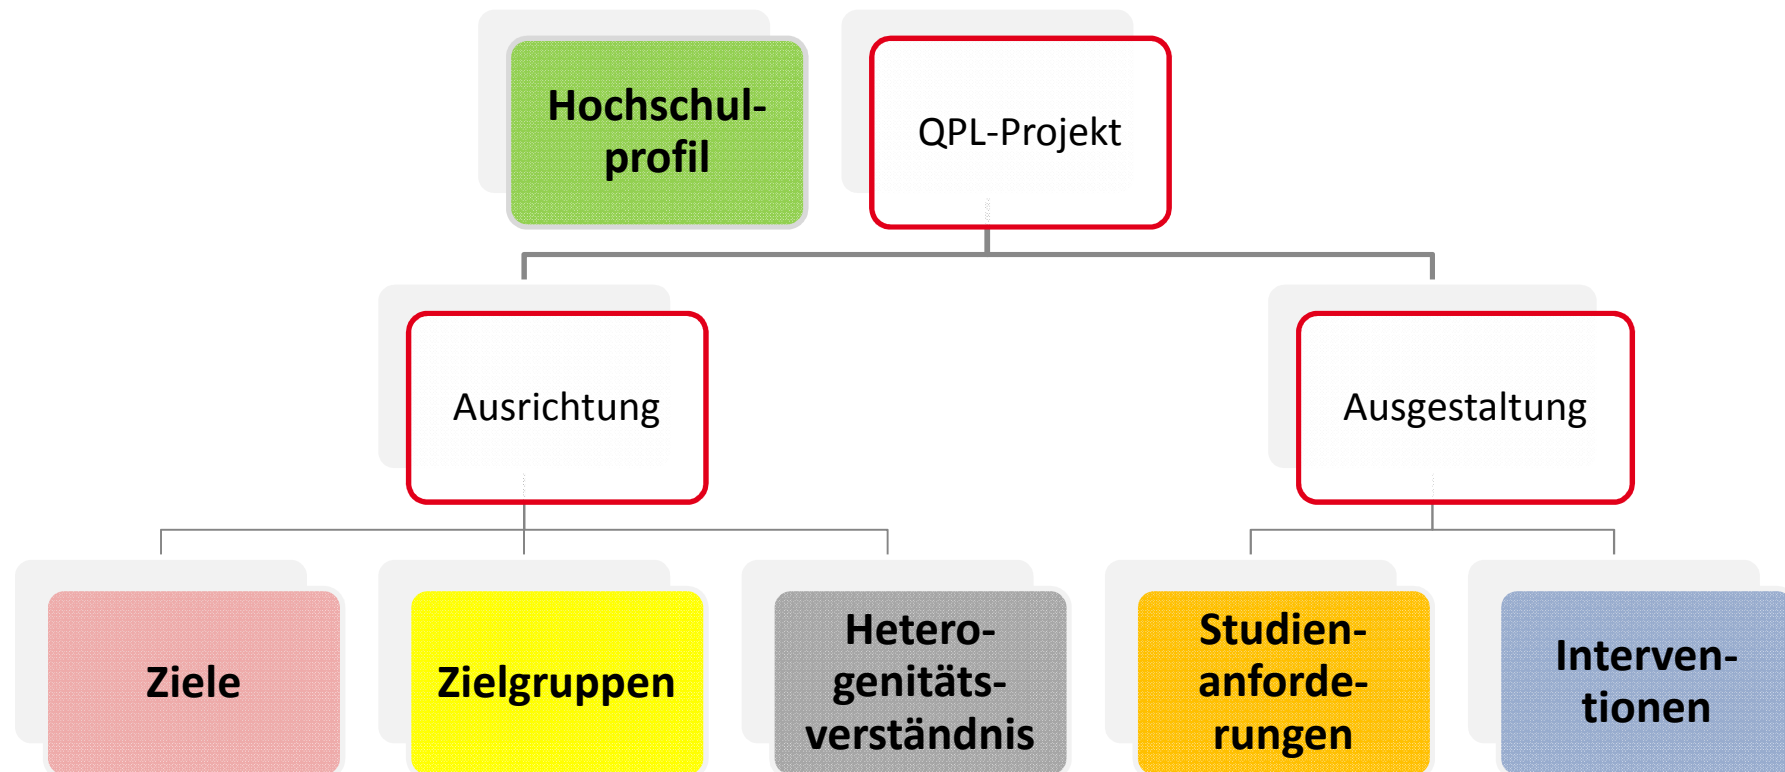 Hochschul-
profil
QPL-Projekt
Ausrichtung
Ausgestaltung
Ziele
Zielgruppen
Hetero-
genitäts-
verständnis
Studien-
anforde-
rungen
Interven-
tionen